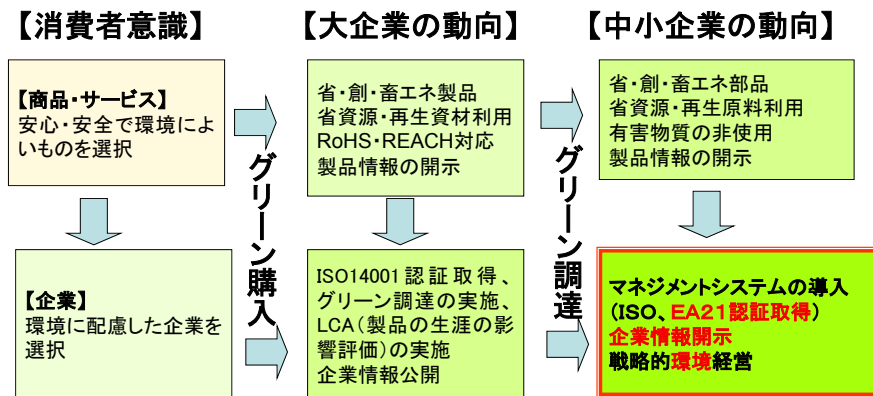 【消費者意識】
【大企業の動向】
【中小企業の動向】
【商品・サービス】
安心・安全で環境によ
いものを選択
グリーン購入
省・創・畜エネ製品
省資源・再生資材利用
RoHS・REACH対応
製品情報の開示
グリーン調達
省・創・畜エネ部品
省資源・再生原料利用
有害物質の非使用
製品情報の開示
【企業】
環境に配慮した企業を
選択
ISO14001認証取得、
グリーン調達の実施、
LCA(製品の生涯の影
響評価)の実施
企業情報公開
マネジメントシステムの導入
(ISO、EA21認証取得)
企業情報開示
戦略的環境経営